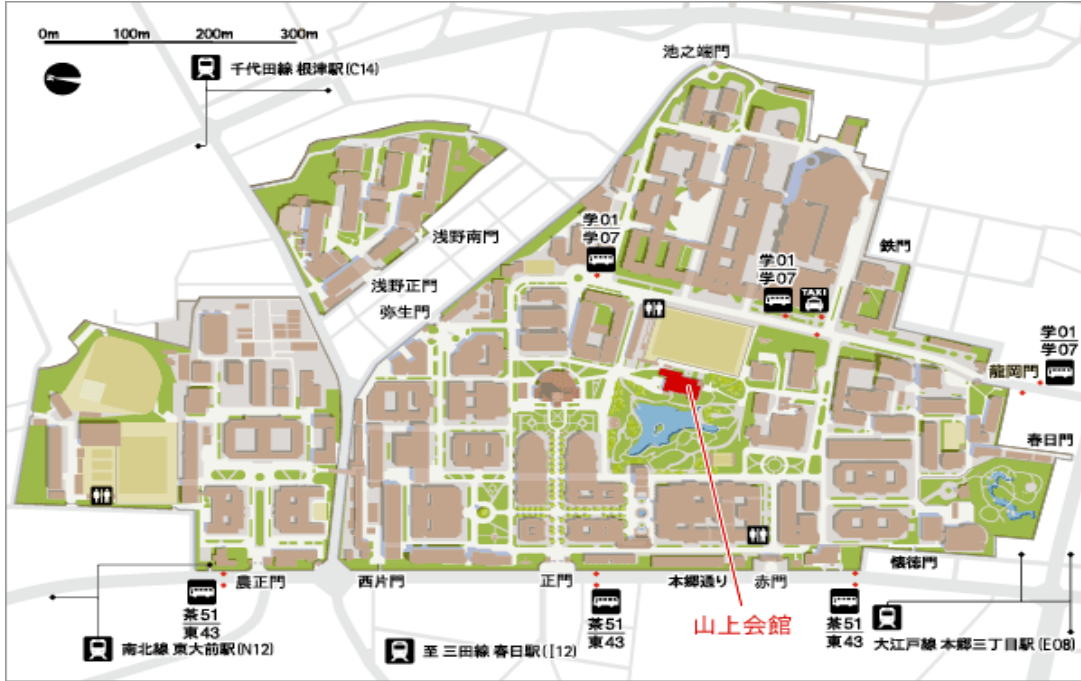 0m 100m 200m 300m
千代田線 根津駅(C14)
池之端門
浅野南門
浅野正門
弥生門
学01
学07
学01
学07
TAXI
鉄門
学01
学07
龍岡門
春日門
農正門
西片門
正門
本郷通り
赤門
懐徳門
茶51
東43
茶51
東43
茶51
東43
山上会館
南北線 東大前駅(N12)
至 三田線 春日駅(I12)
大江戸線 本郷三丁目駅(E08)